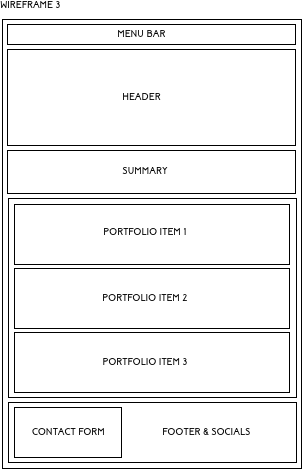 WIREFRAME 3
MENU BAR
HEADER
SUMMARY
PORTFOLIO ITEM 1
PORTFOLIO ITEM 2
PORTFOLIO ITEM 3
CONTACT FORM
FOOTER & SOCIALS